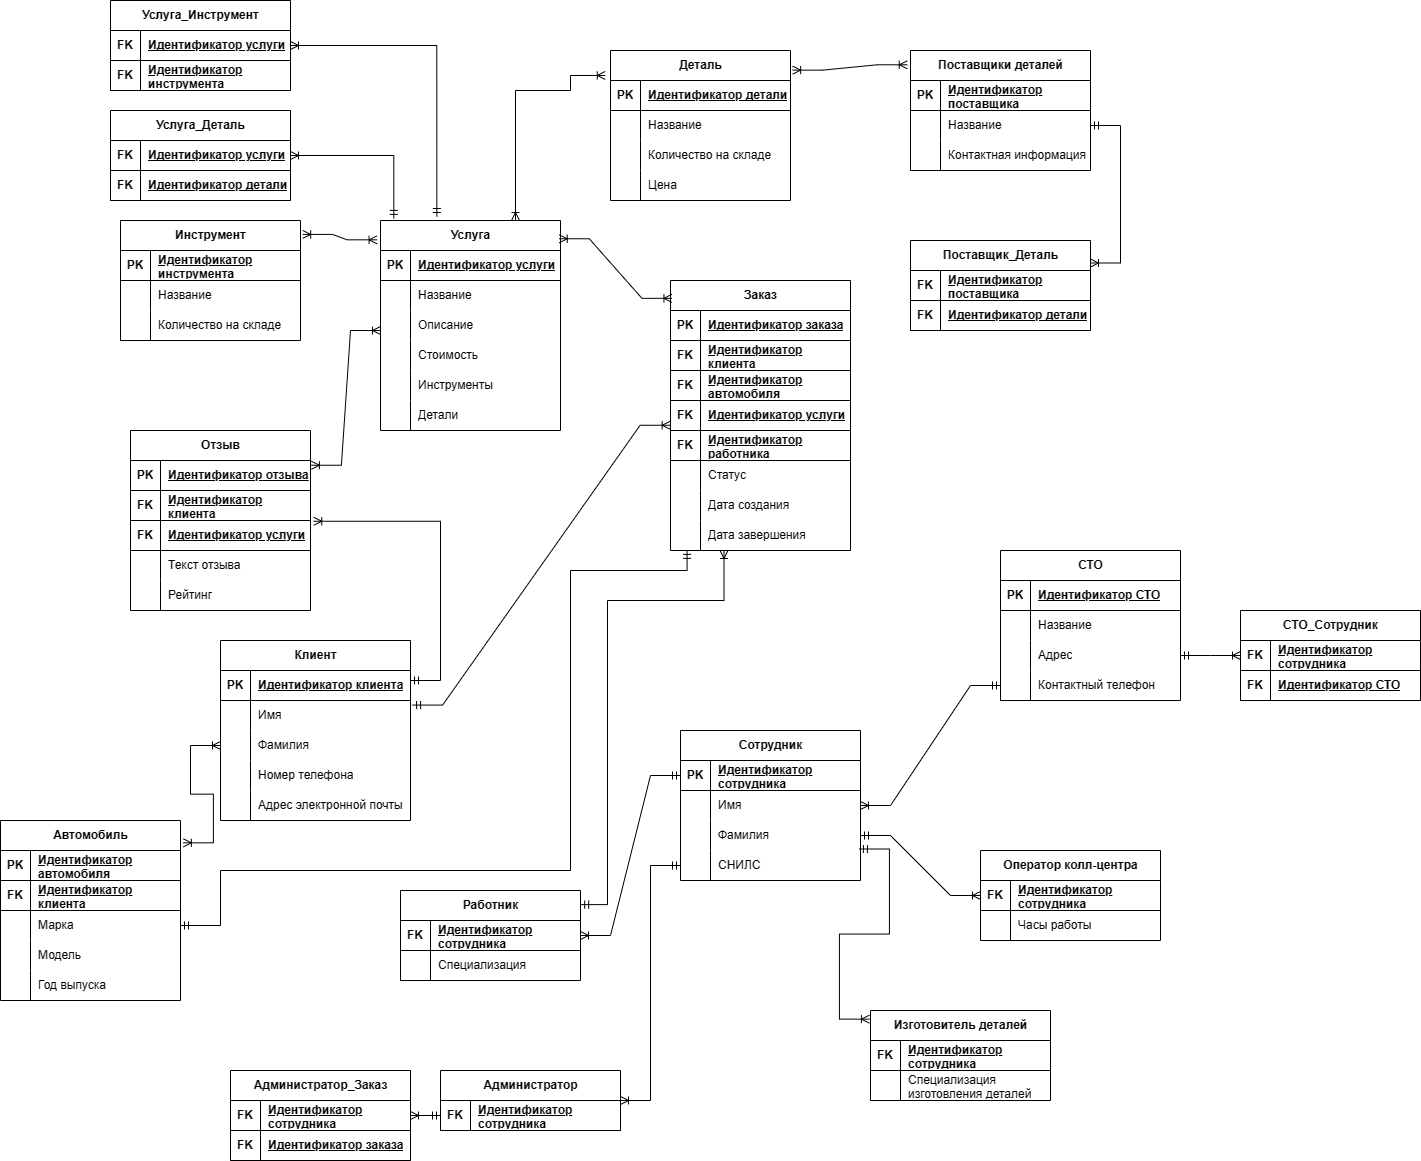 Услуга_Инструмент
FK Идентификатор услуги
FK Идентификатор
инструмента
Услуга_Деталь
FK Идентификатор услуги
FK Идентификатор детали
Инструмент
PK Идентификатор
инструмента
Название
Количество на складе
Услуга
PK Идентификатор услуги
Название
Описание
Стоимость
Инструменты
Детали
Деталь
PK Идентификатор детали
Название
Количество на складе
Цена
Поставщики деталей
PK Идентификатор
поставщика
Название
Контактная информация
Поставщик_Деталь
FK Идентификатор
поставщика
FK Идентификатор детали
Заказ
PK Идентификатор заказа
FK Идентификатор
клиента
FK Идентификатор
автомобиля
FK Идентификатор услуги
FK Идентификатор
работника
Статус
Дата создания
Дата завершения
Отзыв
PK Идентификатор отзыва
FK Идентификатор
клиента
FK Идентификатор услуги
Текст отзыва
Рейтинг
Клиент
PK Идентификатор клиента
Имя
Фамилия
Номер телефона
Адрес электронной почты
Автомобиль
PK Идентификатор
автомобиля
FK Идентификатор
клиента
Марка
Модель
Год выпуска
СТО
PK Идентификатор СТО
Название
Адрес
Контактный телефон
СТО_Сотрудник
FK Идентификатор
сотрудника
FK Идентификатор СТО
Сотрудник
PK Идентификатор
сотрудника
Имя
Фамилия
СНИЛС
Оператор колл-центра
FK Идентификатор
сотрудника
Часы работы
Работник
FK Идентификатор
сотрудника
Специализация
Изготовитель деталей
FK Идентификатор
сотрудника
Специализация
изготовления деталей
Администратор_Заказ
FK Идентификатор
сотрудника
FK Идентификатор заказа
Администратор
FK Идентификатор
сотрудника